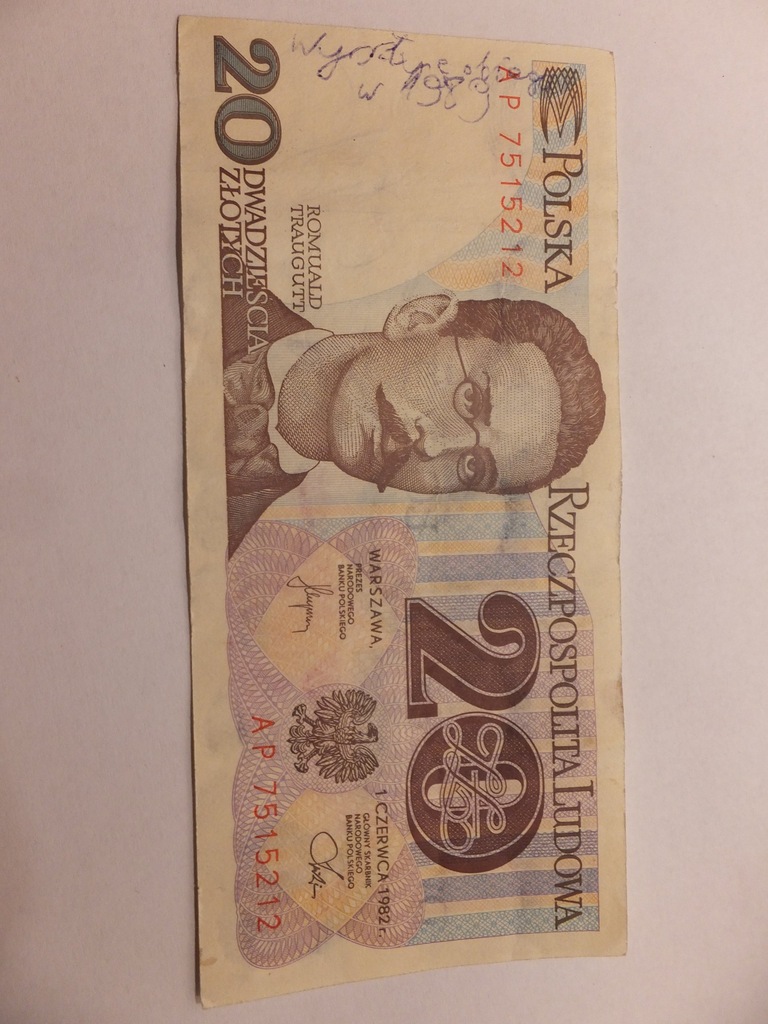 POLSKA RZECZPOSPOLITA LUDOWA
w 1989
AP 7515212
20
ROMUALD
TRAUGUTT
WARSZAWA, 1 CZERWCA 1982 r.
PREZES
NARODOWEGO
BANKU POLSKIEGO
GŁÓWNY SKARBNIK
NARODOWEGO
BANKU POLSKIEGO
20
DWADZIEŚCIA
ZŁOTYCH
AP 7515212